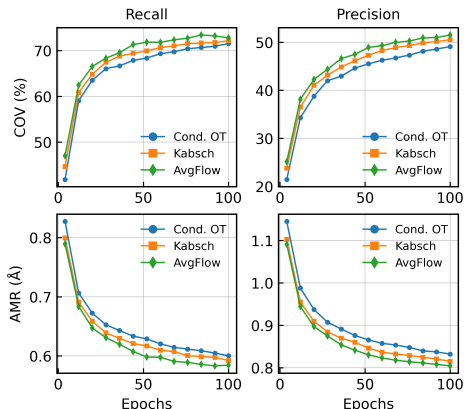 Recall
Precision
COV (%)
70
60
50
0
50
100
Cond. OT
Kabsch
AvgFlow
50
40
30
20
0
50
100
Cond. OT
Kabsch
AvgFlow
AMR (Å)
0.8
0.7
0.6
0
50
100
Cond. OT
Kabsch
AvgFlow
Epochs
1.1
1.0
0.9
0.8
0
50
100
Cond. OT
Kabsch
AvgFlow
Epochs